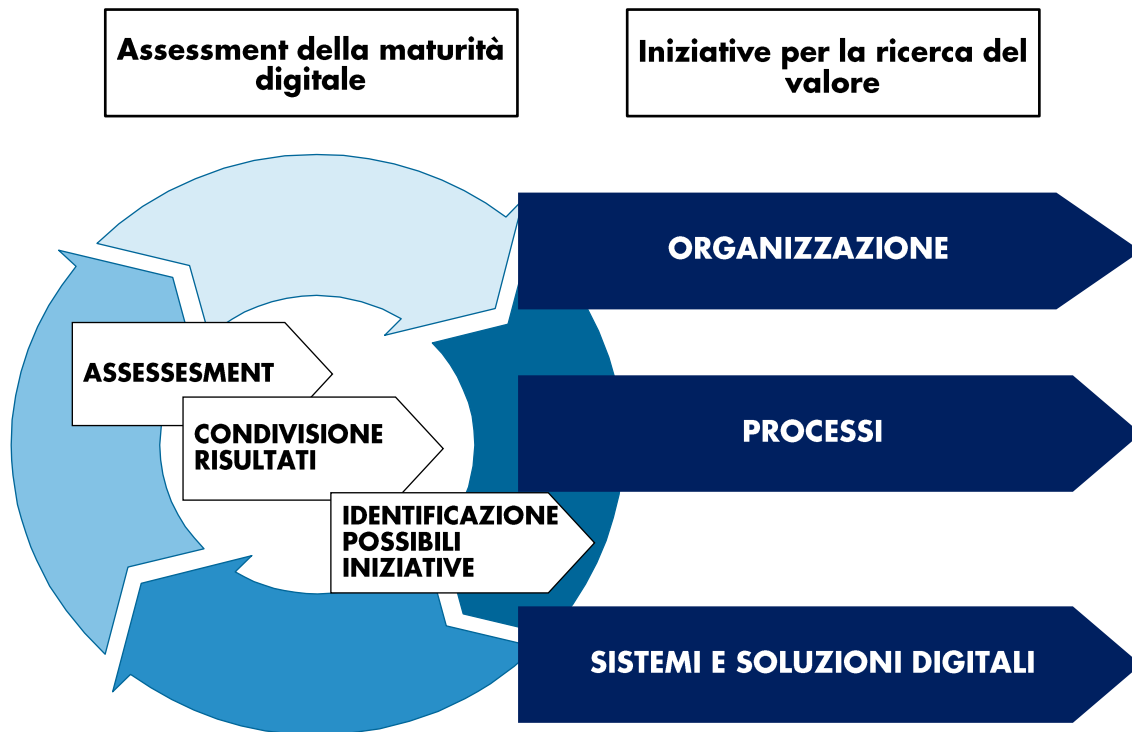 Assessment della maturità
digitale
Iniziative per la ricerca del
valore
ORGANIZZAZIONE
ASSESSESMENT
CONDIVISIONE
RISULTATI
PROCESSI
IDENTIFICAZIONE
POSSIBILI
INIZIATIVE
SISTEMI E SOLUZIONI DIGITALI